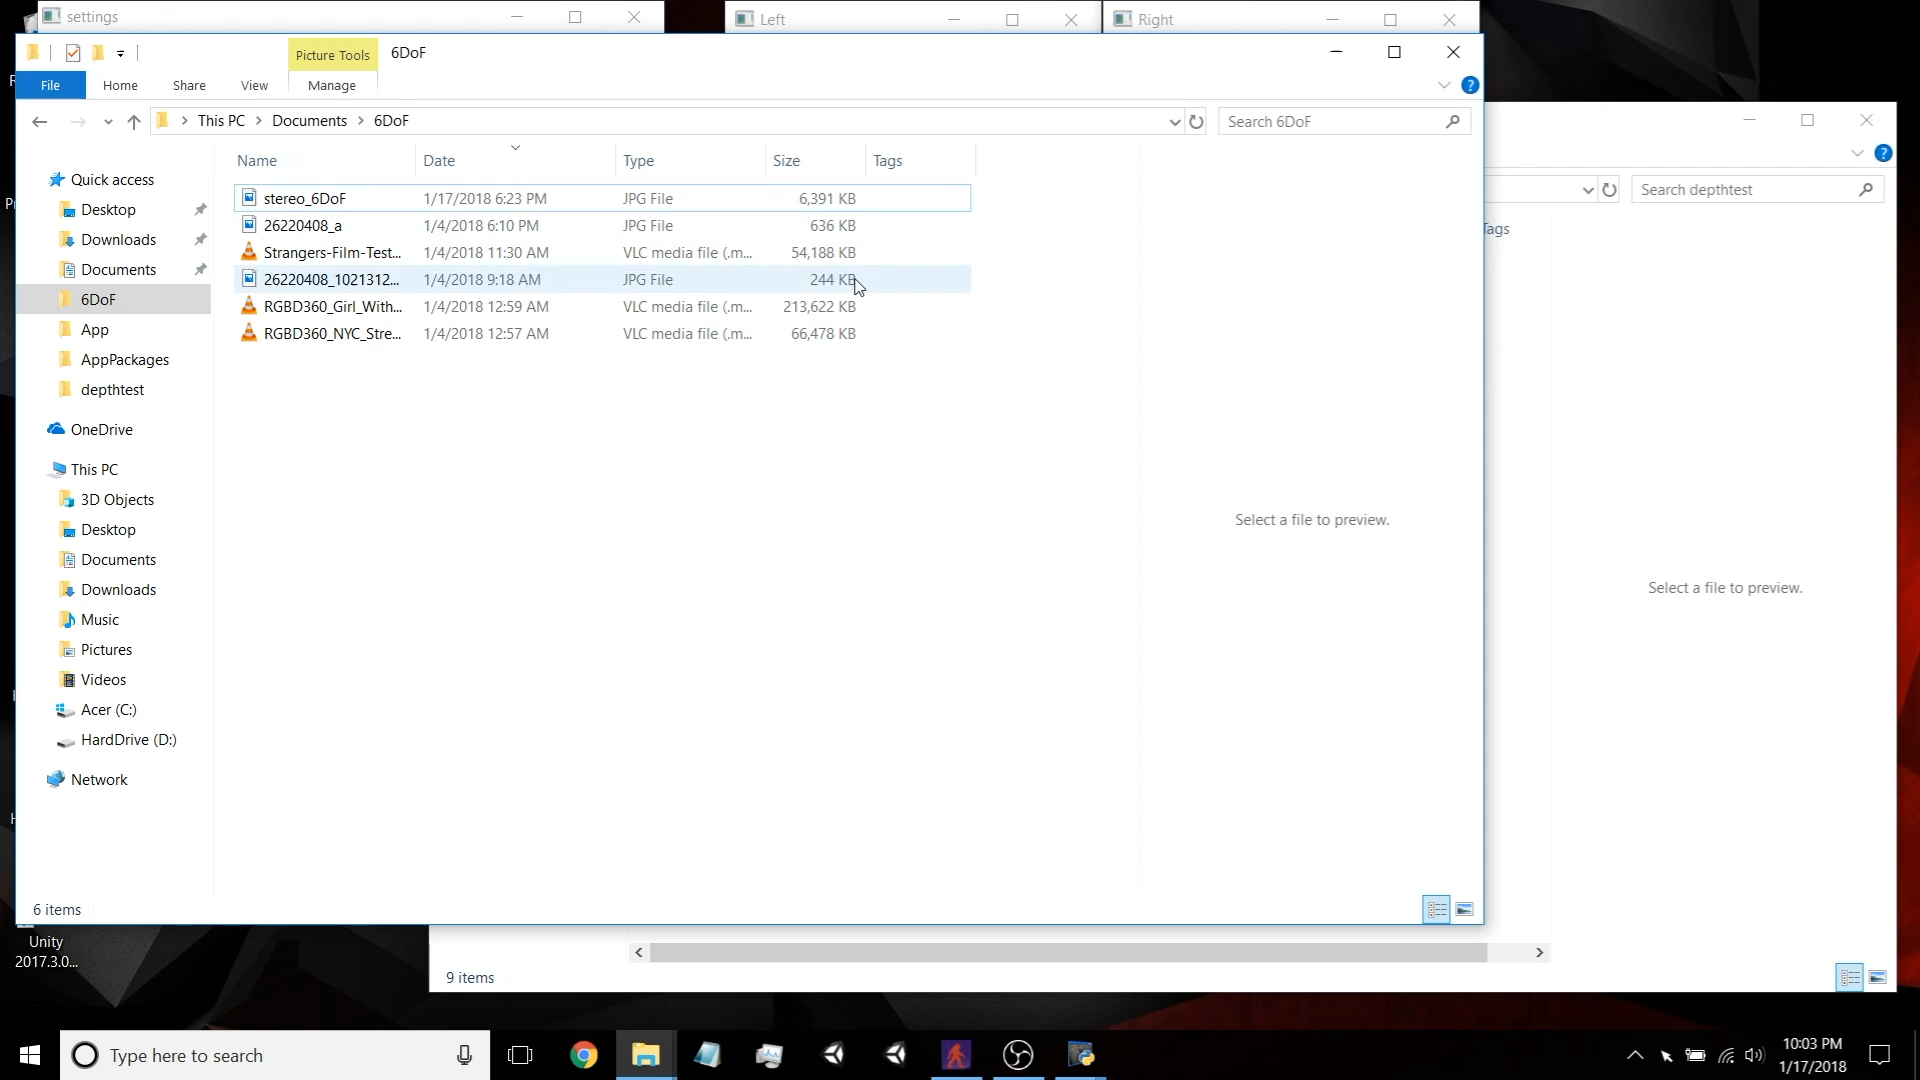 settings
Left
Right
Picture Tools
6DoF
File
Home
Share
View
Manage
?
This PC
Documents
6DoF
Search 6DoF
?
Search depthtest
Name
Date
Type
Size
Tags
Tags
stereo_6DoF 1/17/2018 6:23 PM JPG File 6,391 KB
26220408_a 1/4/2018 6:10 PM JPG File 636 KB
Strangers-Film-Test... 1/4/2018 11:30 AM VLC media file (.m... 54,188 KB
26220408_1021312... 1/4/2018 9:18 AM JPG File 244 KB
RGBD360_Girl_With... 1/4/2018 12:59 AM VLC media file (.m... 213,622 KB
RGBD360_NYC_Stre... 1/4/2018 12:57 AM VLC media file (.m... 66,478 KB
Quick access
Desktop
Downloads
Documents
6DoF
App
AppPackages
depthtest
OneDrive
This PC
3D Objects
Desktop
Documents
Downloads
Music
Pictures
Videos
Acer (C:)
HardDrive (D:)
Network
Select a file to preview.
Select a file to preview.
6 items
9 items
Unity
2017.3.0...
Type here to search
10:03 PM
1/17/2018